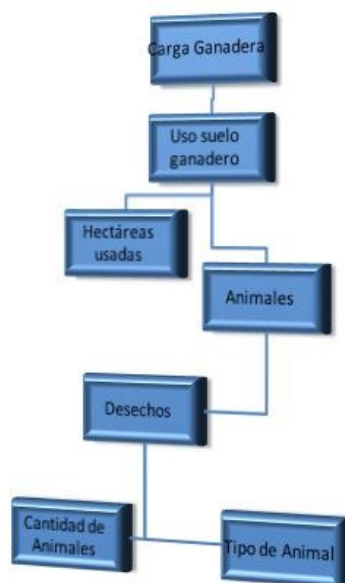 Carga Ganadera
Uso suelo
ganadero
Hectáreas
usadas
Animales
Desechos
Cantidad de
Animales
Tipo de Animal